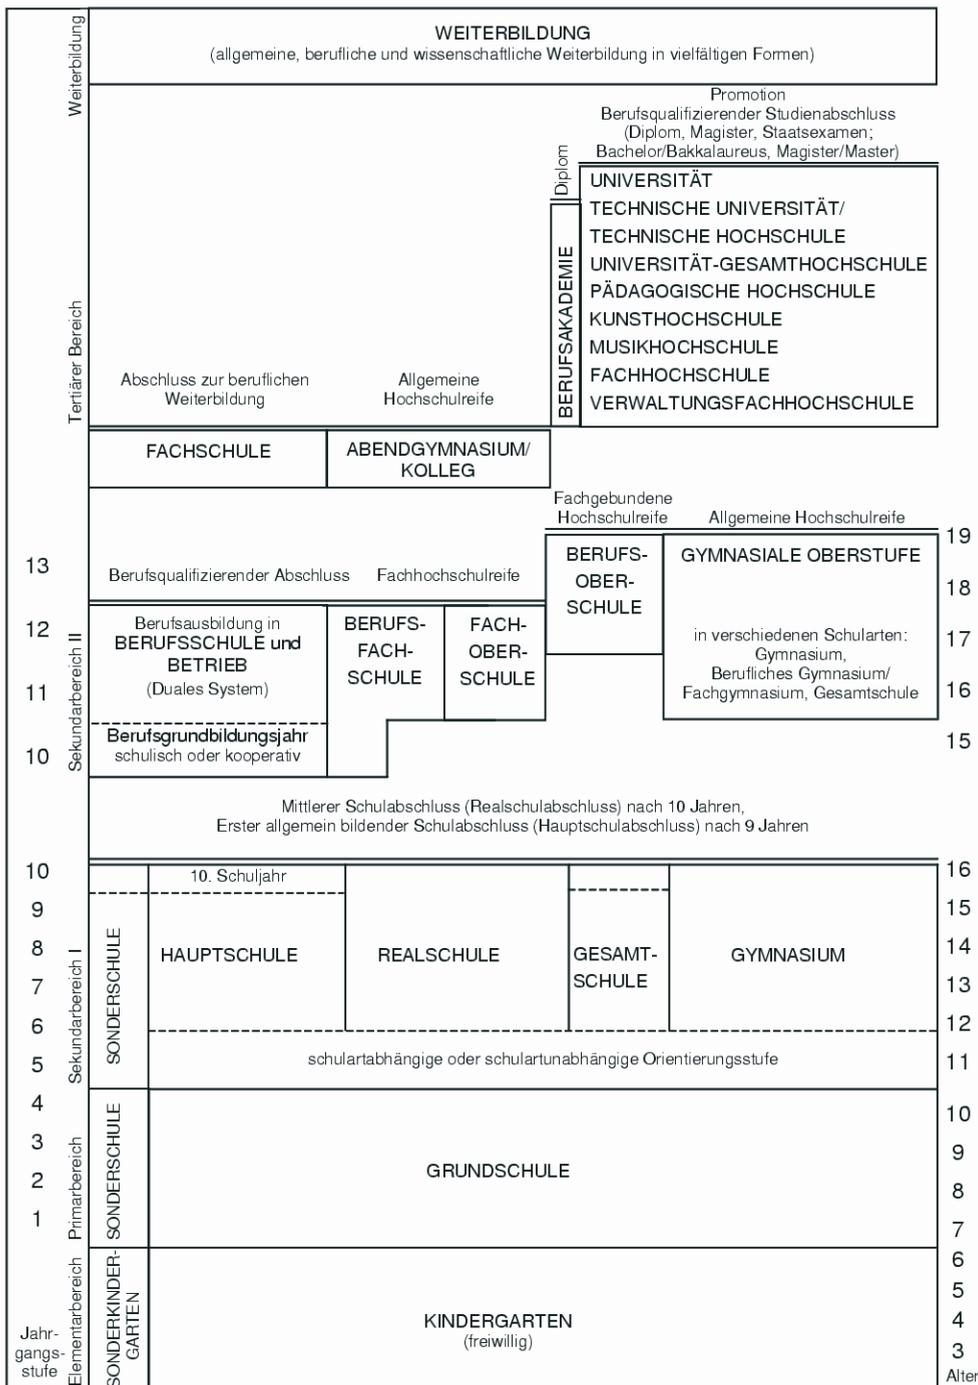 Weiterbildung
WEITERBILDUNG
(allgemeine, berufliche und wissenschaftliche Weiterbildung in vielfältigen Formen)
Promotion
Berufsqualifizierender Studienabschluss
(Diplom, Magister, Staatsexamen;
Bachelor/Bakkalaureus, Magister/Master)
Tertiärer Bereich
Diplom
BERUFSAKADEMIE
UNIVERSITÄT
TECHNISCHE UNIVERSITÄT/
TECHNISCHE HOCHSCHULE
UNIVERSITÄT-GESAMTHOCHSCHULE
PÄDAGOGISCHE HOCHSCHULE
KUNSTHOCHSCHULE
MUSIKHOCHSCHULE
FACHHOCHSCHULE
VERWALTUNGSFACHHOCHSCHULE
Abschluss zur beruflichen
Weiterbildung
Allgemeine
Hochschulreife
FACHSCHULE
ABENDGYMNASIUM/
KOLLEG
Fachgebundene
Hochschulreife
Allgemeine Hochschulreife
13
12
11
10
Sekundarbereich II
Berufsqualifizierender Abschluss
Fachhochschulreife
Berufsausbildung in
BERUFSSCHULE und
BETRIEB
(Duales System)
Berufsgrundbildungsjahr
schulisch oder kooperativ
BERUFS-
FACH-
SCHULE
FACH-
OBER-
SCHULE
BERUFS-
OBER-
SCHULE
GYMNASIALE OBERSTUFE
in verschiedenen Schularten:
Gymnasium,
Berufliches Gymnasium/
Fachgymnasium, Gesamtschule
19
18
17
16
15
Mittlerer Schulabschluss (Realschulabschluss) nach 10 Jahren,
Erster allgemein bildender Schulabschluss (Hauptschulabschluss) nach 9 Jahren
10
9
8
7
6
5
Sekundarbereich I
SONDERSCHULE
10. Schuljahr
HAUPTSCHULE
REALSCHULE
GESAMT-
SCHULE
GYMNASIUM
schulartabhängige oder schulartunabhängige Orientierungsstufe
16
15
14
13
12
11
4
3
2
1
Primarbereich
SONDERSCHULE
GRUNDSCHULE
10
9
8
7
Jahr-
gangs-
stufe
Elementarbereich
SONDERKINDER-
GARTEN
KINDERGARTEN
(freiwillig)
6
5
4
3
Alter